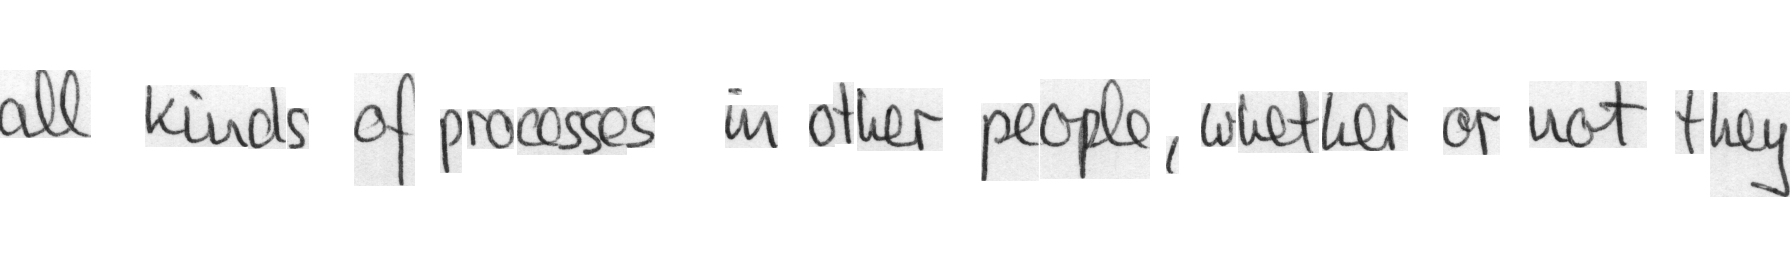 all kinds of processes in other people, whether or not they